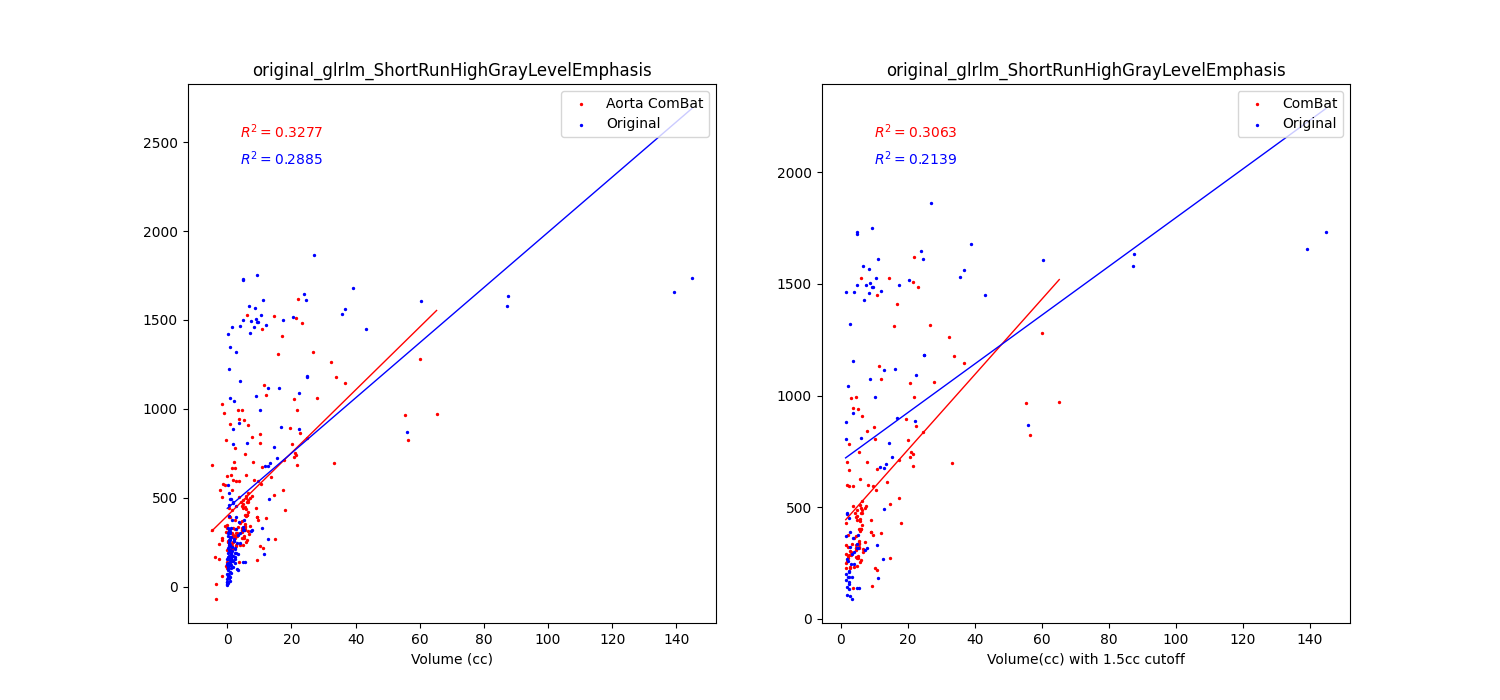 original_glrlm_ShortRunHighGrayLevelEmphasis
Aorta ComBat
Original
R² = 0.3277
R² = 0.2885
2500
2000
1500
1000
500
0
0 20 40 60 80 100 120 140
Volume (cc)
original_glrlm_ShortRunHighGrayLevelEmphasis
ComBat
Original
R² = 0.3063
R² = 0.2139
2000
1500
1000
500
0
0 20 40 60 80 100 120 140
Volume(cc) with 1.5cc cutoff